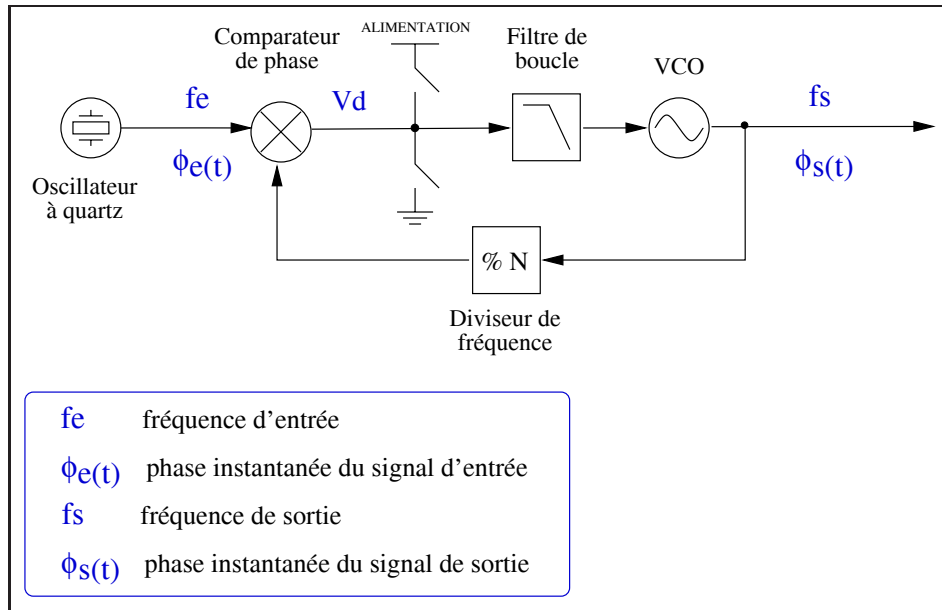 Comparateur
de phase
ALIMENTATION
Filtre de
boucle
VCO
fe
Vd
fs
ϕe(t)
ϕs(t)
Oscillateur
à quartz
% N
Diviseur de
fréquence
fe fréquence d'entrée
ϕe(t) phase instantanée du signal d'entrée
fs fréquence de sortie
ϕs(t) phase instantanée du signal de sortie